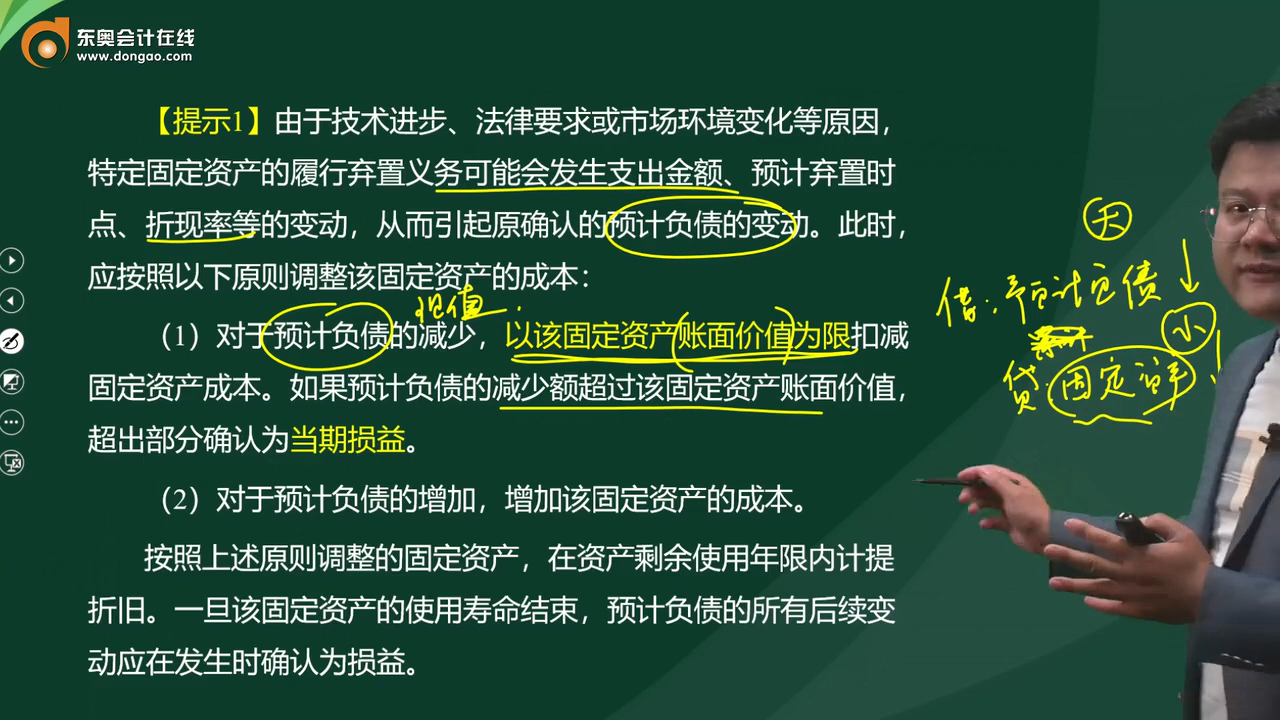 东奥会计在线
www.dongao.com
【提示1】由于技术进步、法律要求或市场环境变化等原因，
特定固定资产的履行弃置义务可能会发生支出金额、预计弃置时
点、折现率等的变动，从而引起原确认的预计负债的变动。此时，
应按照以下原则调整该固定资产的成本：
现值
（1）对于预计负债的减少，以该固定资产账面价值为限扣减
固定资产成本。如果预计负债的减少额超过该固定资产账面价值，
超出部分确认为当期损益。
（2）对于预计负债的增加，增加该固定资产的成本。
按照上述原则调整的固定资产，在资产剩余使用年限内计提
折旧。一旦该固定资产的使用寿命结束，预计负债的所有后续变
动应在发生时确认为损益。
借：预计负债
小
贷：固定资产